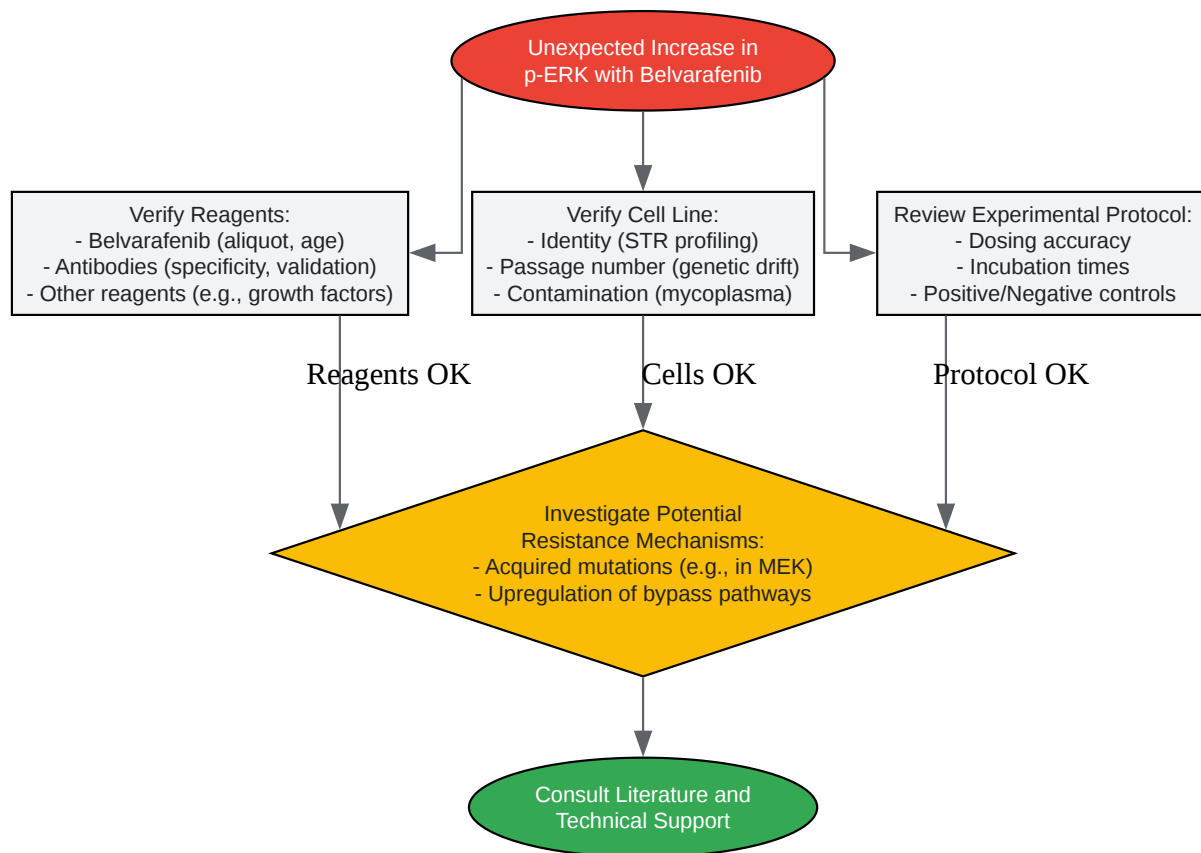 Unexpected Increase in
p-ERK with Belvarafenib
Verify Reagents:
- Belvarafenib (aliquot, age)
- Antibodies (specificity, validation)
- Other reagents (e.g., growth factors)
Verify Cell Line:
- Identity (STR profiling)
- Passage number (genetic drift)
- Contamination (mycoplasma)
Review Experimental Protocol:
- Dosing accuracy
- Incubation times
- Positive/Negative controls
Reagents OK
Cells OK
Protocol OK
Investigate Potential
Resistance Mechanisms:
- Acquired mutations (e.g., in MEK)
- Upregulation of bypass pathways
Consult Literature and
Technical Support